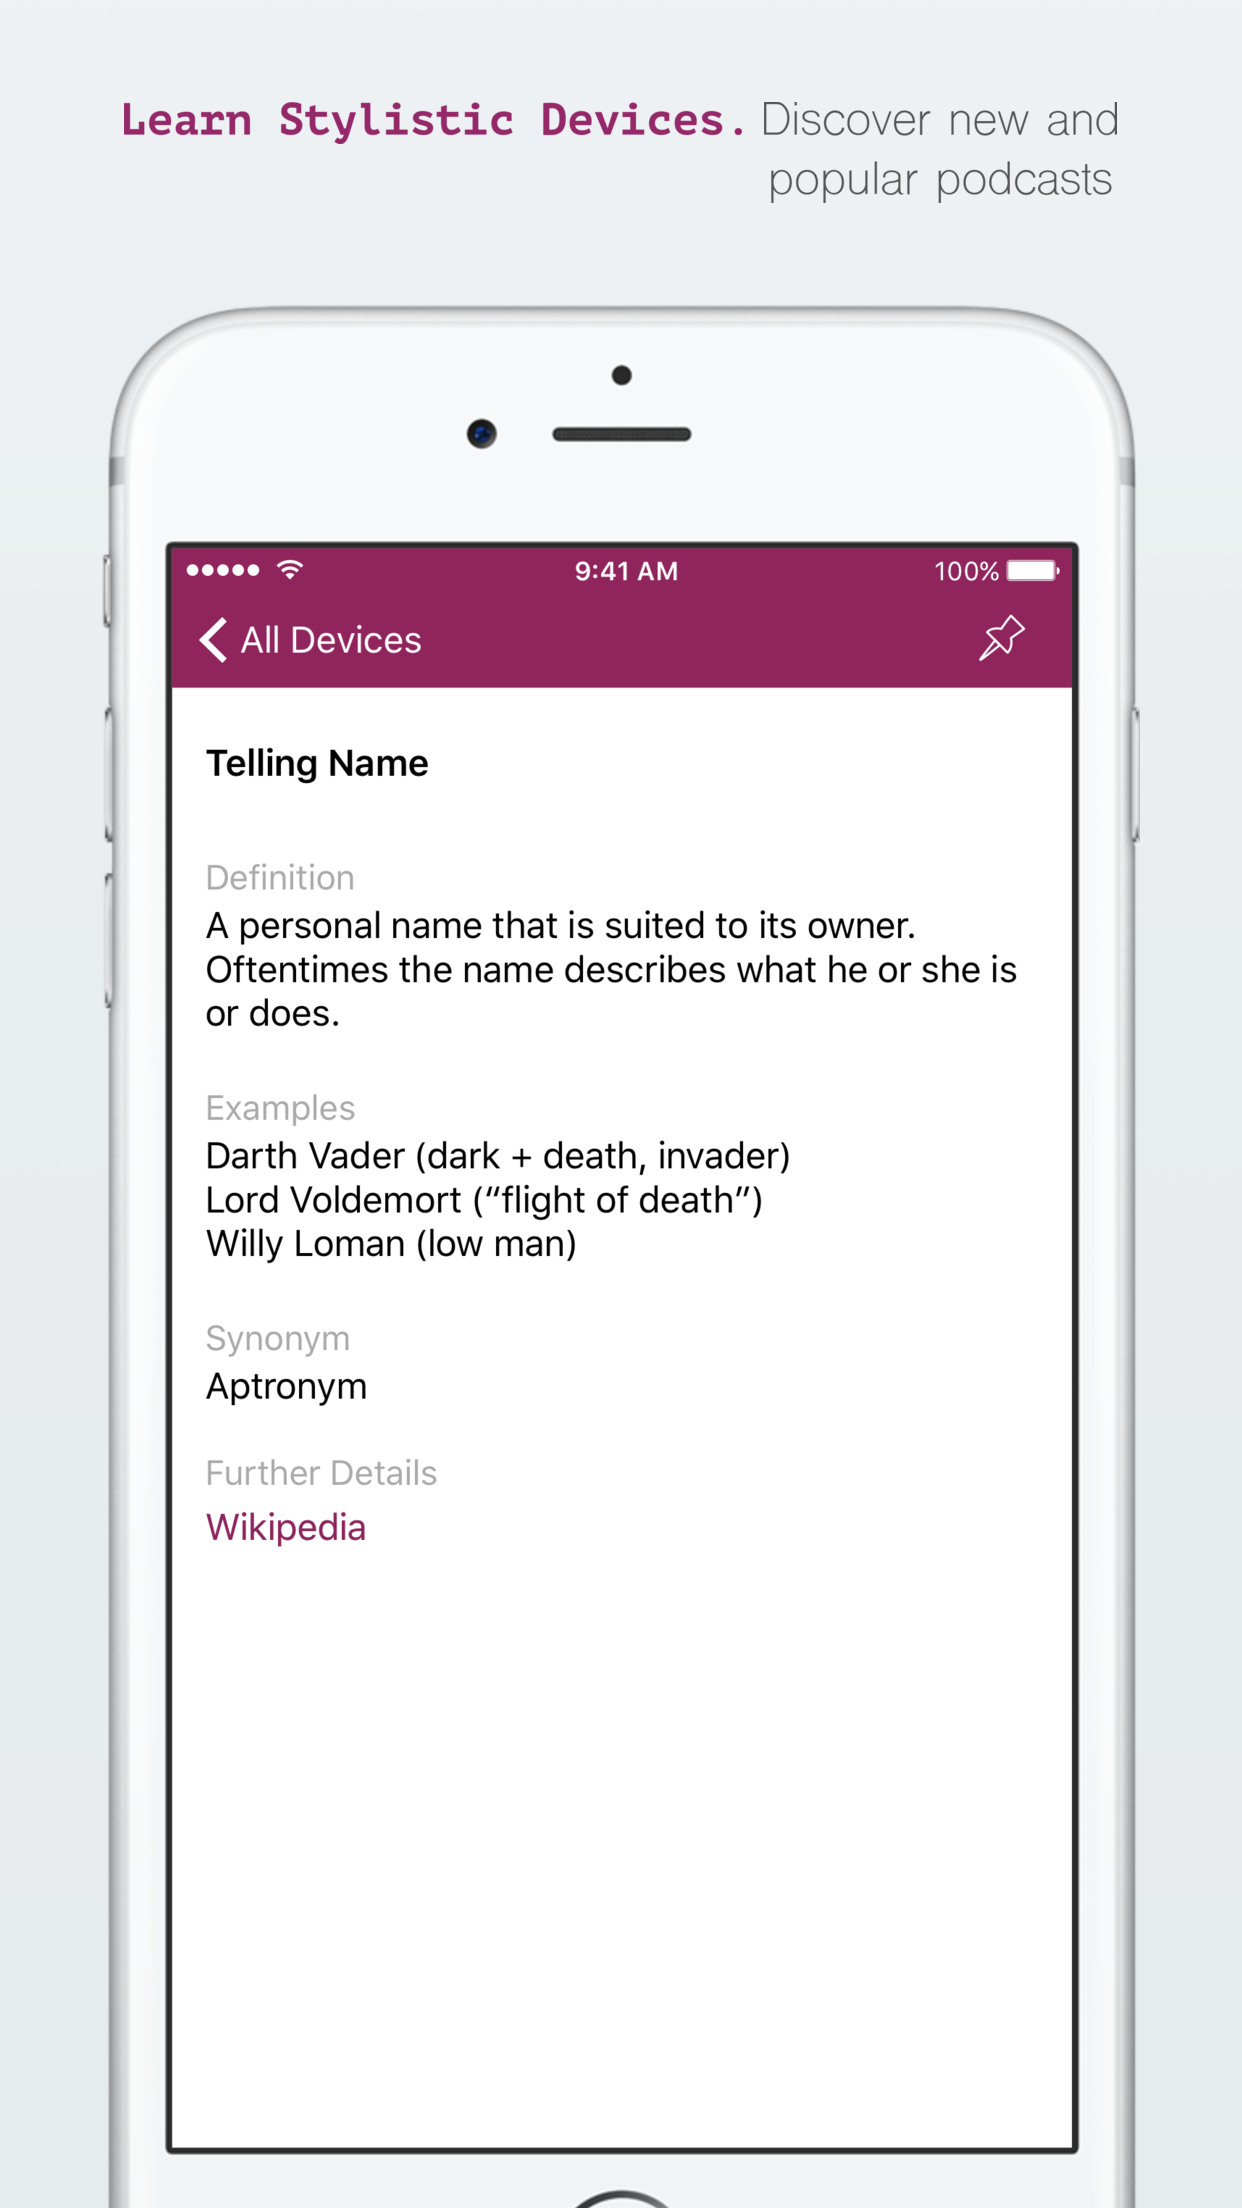 Learn Stylistic Devices. Discover new and
popular podcasts
9:41 AM
100%
All Devices
Telling Name
Definition
A personal name that is suited to its owner.
Oftentimes the name describes what he or she is
or does.
Examples
Darth Vader (dark + death, invader)
Lord Voldemort (“flight of death”)
Willy Loman (low man)
Synonym
Aptronym
Further Details
Wikipedia